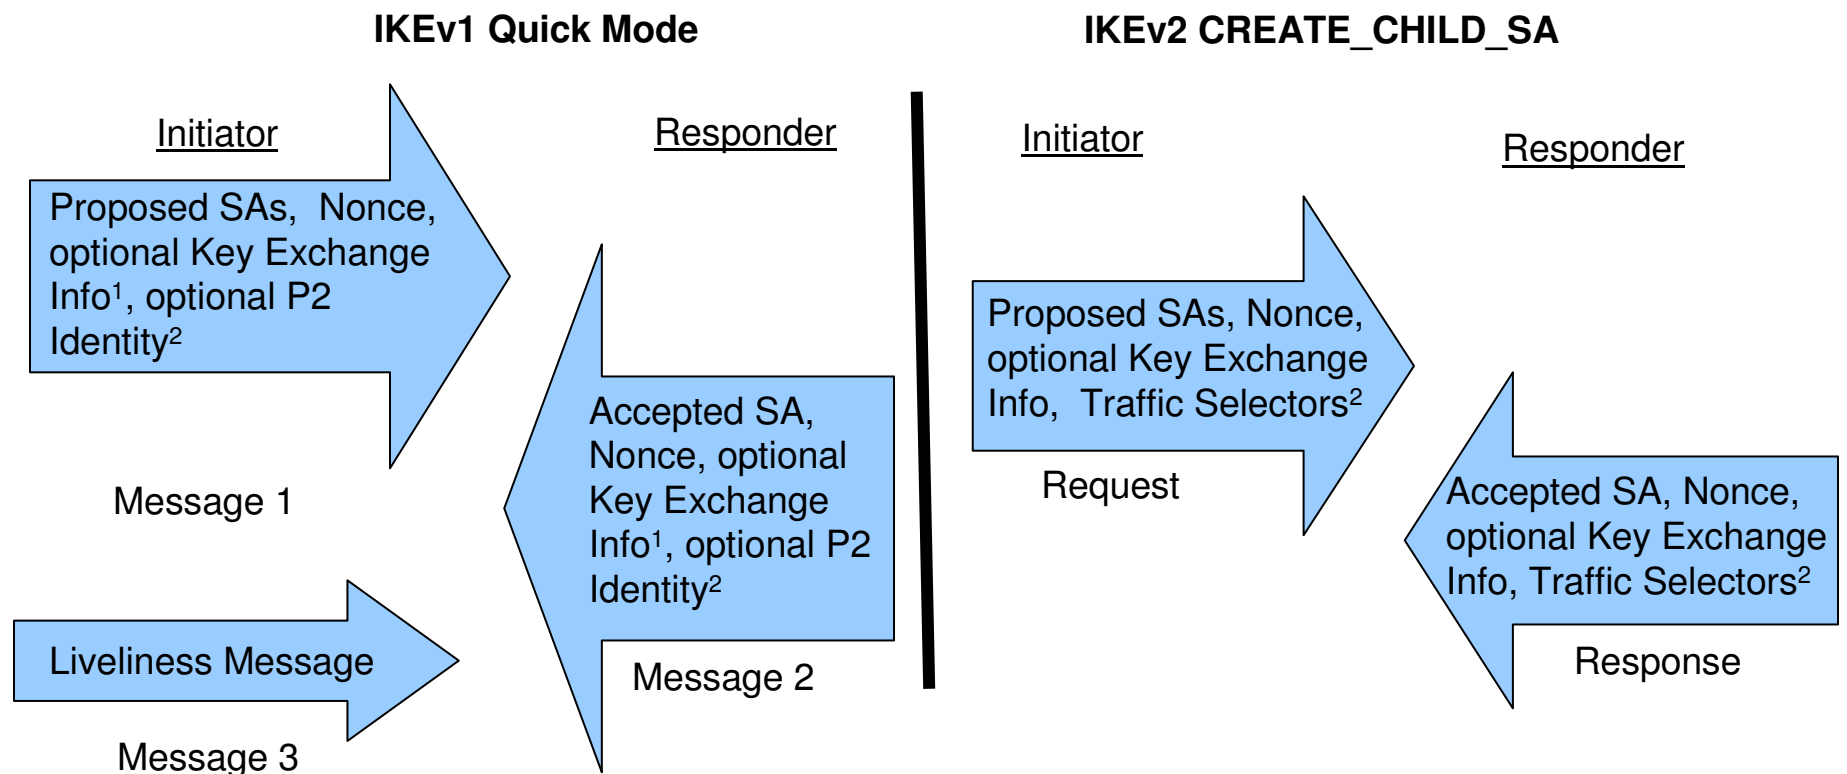 IKEv1 Quick Mode
Initiator
Responder
Proposed SAs, Nonce,
optional Key Exchange
Info¹, optional P2
Identity²
Message 1
Accepted SA,
Nonce, optional
Key Exchange
Info¹, optional P2
Identity²
Message 2
Liveliness Message
Message 3
IKEv2 CREATE_CHILD_SA
Initiator
Responder
Proposed SAs, Nonce,
optional Key Exchange
Info, Traffic Selectors²
Request
Accepted SA, Nonce,
optional Key Exchange
Info, Traffic Selectors²
Response